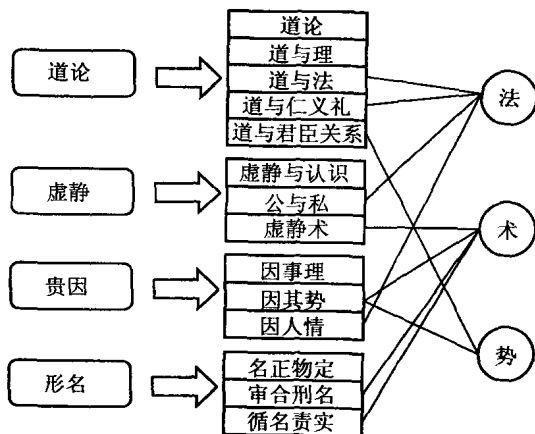 道论
道论
道与理
道与法
道与仁义礼
道与君臣关系
虚静
虚静与认识
公与私
虚静术
贵因
因事理
因其势
因人情
形名
名正物定
审合刑名
循名责实
法
术
势